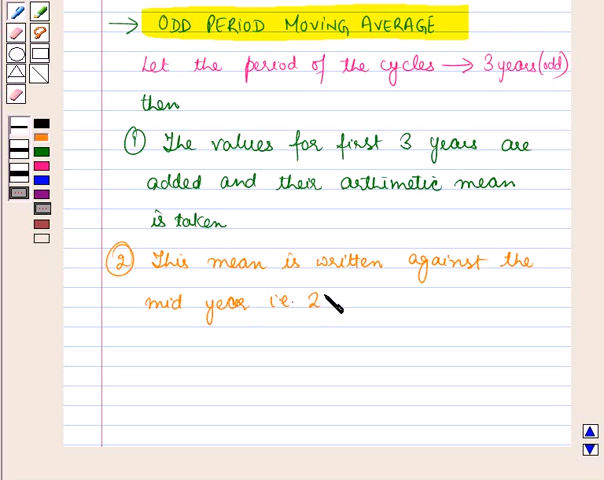 → ODD PERIOD MOVING AVERAGE
Let the period of the cycles → 3 years (odd)
then
① The values for first 3 years are
added and their arthimetic mean
is taken
② This mean is written against the
mid year i.e. 2